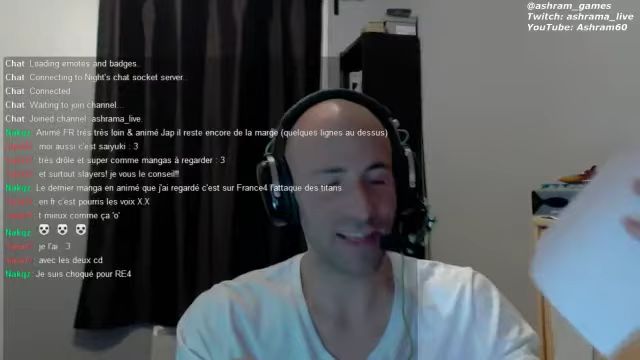 @ashram_games
Twitch: ashrama_live
YouTube: Ashram60
Chat: Loading emotes and badges..
Chat: Connecting to Night's chat socket server..
Chat: Connected
Chat: Waiting to join channel...
Chat: Joined channel: ashrama_live.
Nakqz: Animé FR très très loin & animé Jap il reste encore de la marge (quelques lignes au dessus)
: moi aussi c'est saiyuki : 3
: très drôle et super comme mangas à regarder : 3
: et surtout slayers! je vous le conseil!!
Nakqz: Le dernier manga en animé que j'ai regardé c'est sur France4 l'attaque des titans
: en fr c'est pourris les voix X.X
: t mieux comme ça 'o'
Nakqz:
: je l'ai : 3
: avec les deux cd
Nakqz: Je suis choqué pour RE4